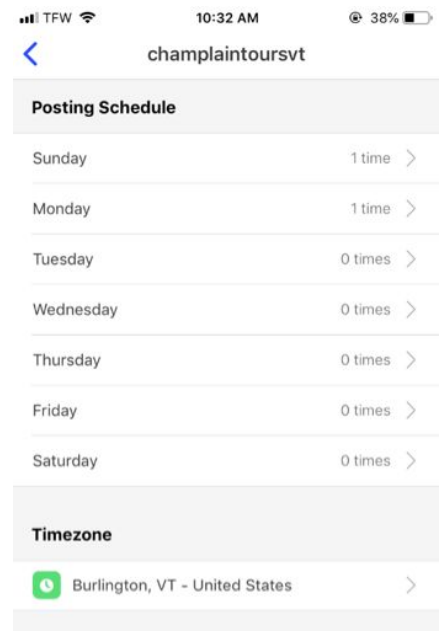 TFW 10:32 AM 38%
champlaintoursvt
Posting Schedule
Sunday 1 time
Monday 1 time
Tuesday 0 times
Wednesday 0 times
Thursday 0 times
Friday 0 times
Saturday 0 times
Timezone
Burlington, VT - United States